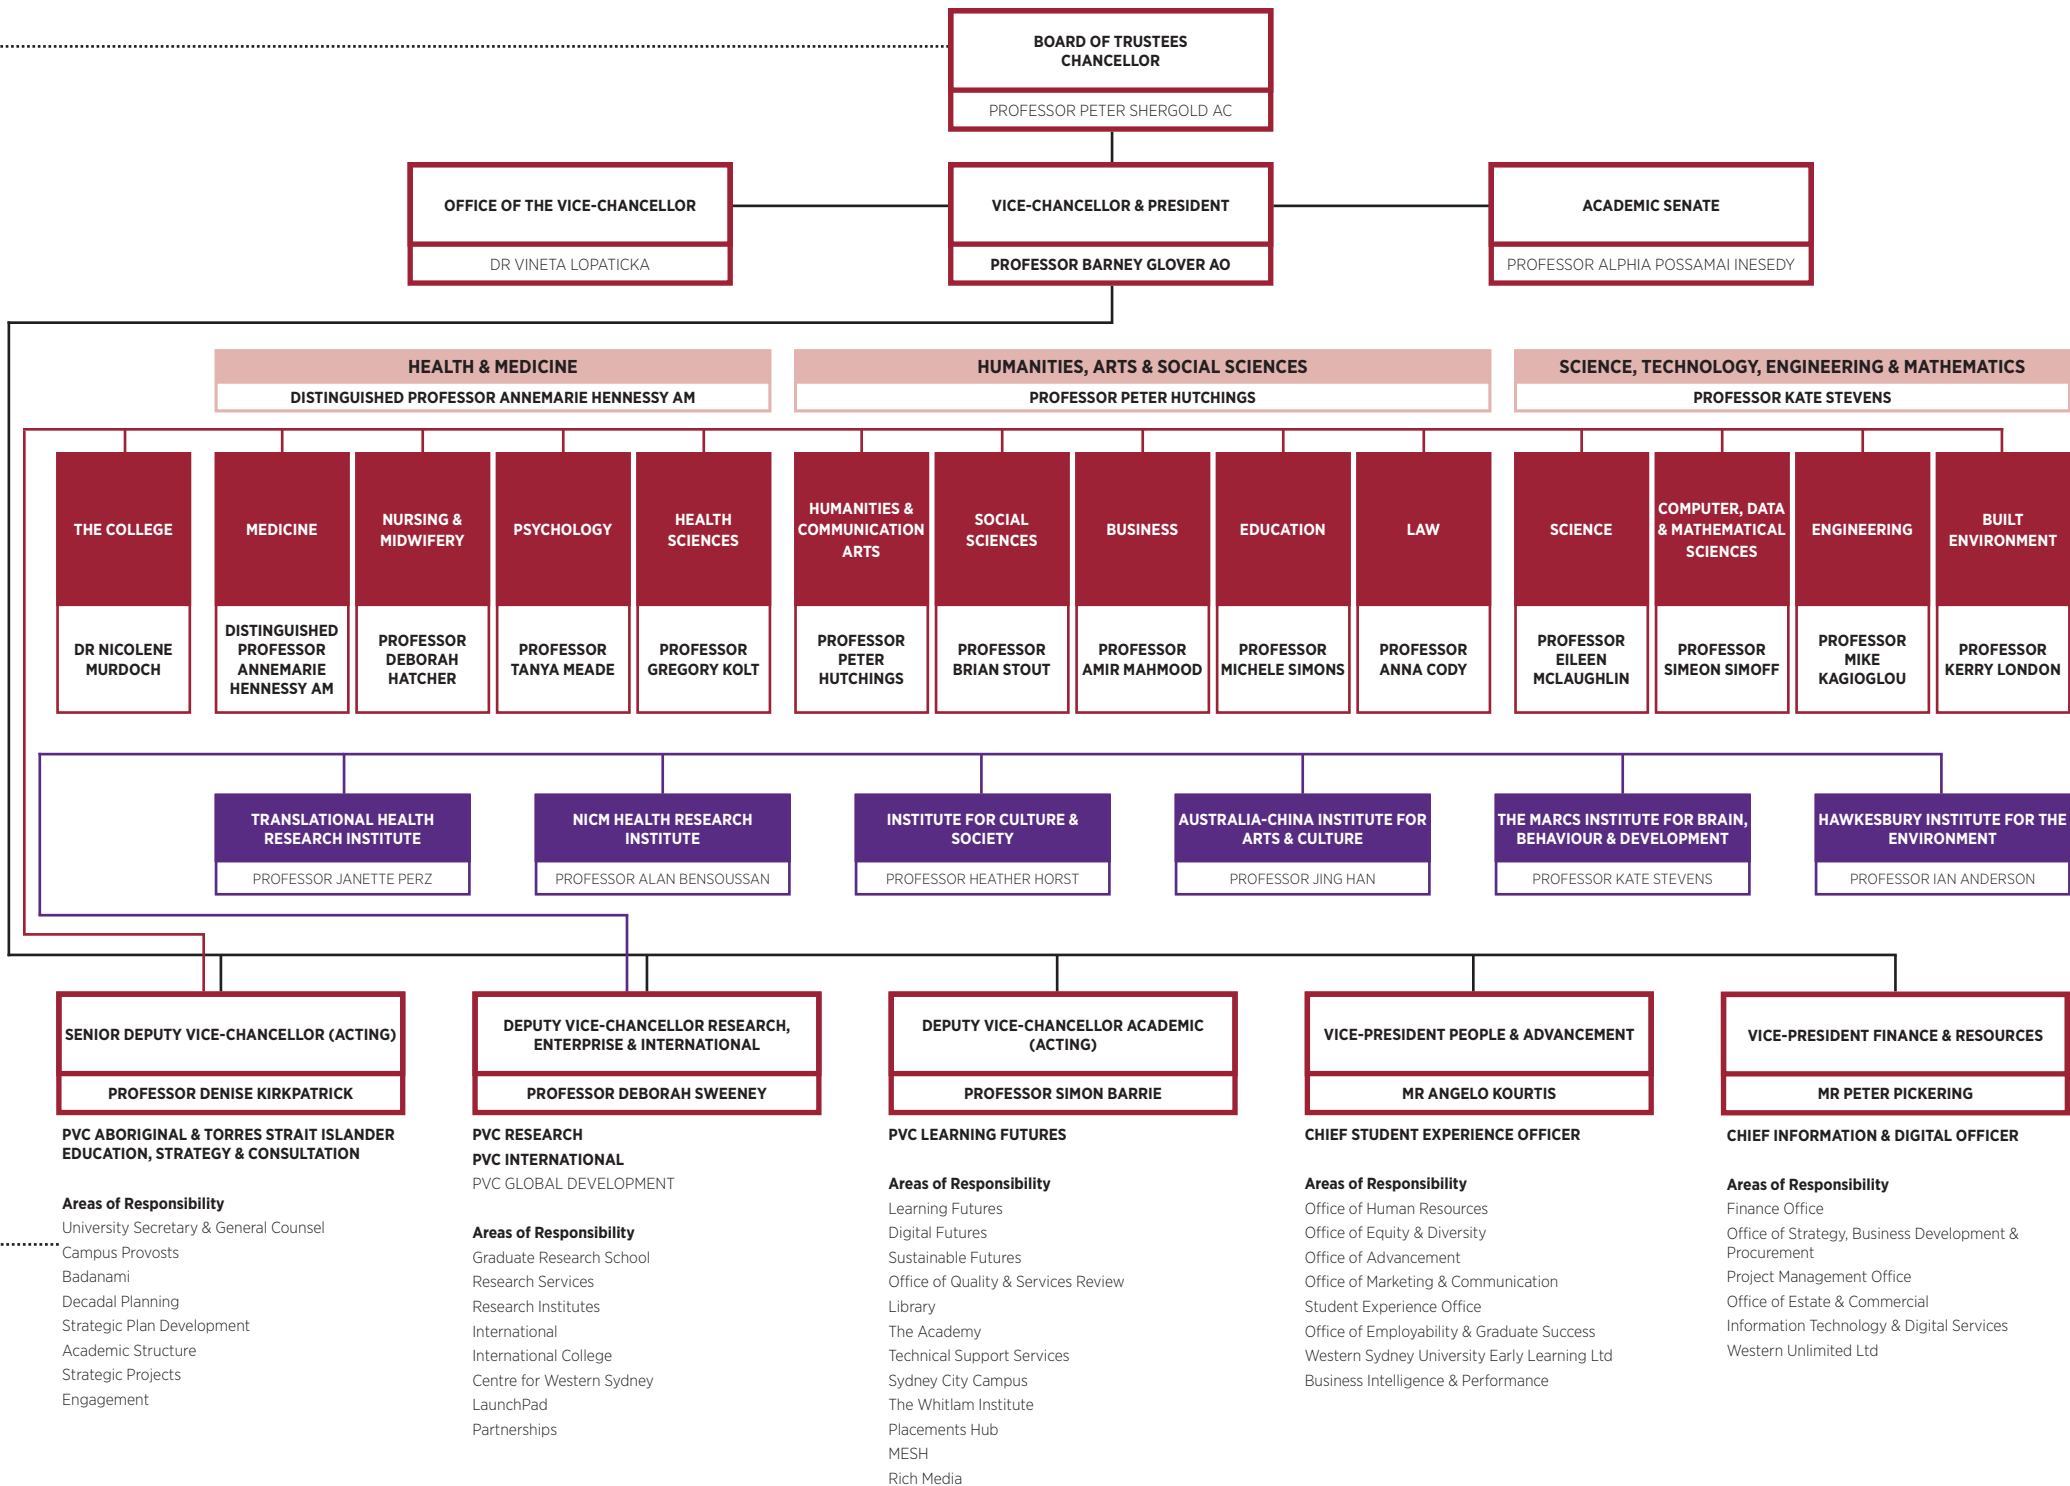 BOARD OF TRUSTEES
CHANCELLOR
PROFESSOR PETER SHERGOLD AC
OFFICE OF THE VICE-CHANCELLOR
DR VINETA LOPATICKA
VICE-CHANCELLOR & PRESIDENT
PROFESSOR BARNEY GLOVER AO
ACADEMIC SENATE
PROFESSOR ALPHIA POSSAMAI INESEDY
HEALTH & MEDICINE
DISTINGUISHED PROFESSOR ANNEMARIE HENNESSY AM
HUMANITIES, ARTS & SOCIAL SCIENCES
PROFESSOR PETER HUTCHINGS
SCIENCE, TECHNOLOGY, ENGINEERING & MATHEMATICS
PROFESSOR KATE STEVENS
THE COLLEGE
DR NICOLENE
MURDOCH
MEDICINE
DISTINGUISHED
PROFESSOR
ANNEMARIE
HENNESSY AM
NURSING &
MIDWIFERY
PROFESSOR
DEBORAH
HATCHER
PSYCHOLOGY
PROFESSOR
TANYA MEADE
HEALTH
SCIENCES
PROFESSOR
GREGORY KOLT
HUMANITIES &
COMMUNICATION
ARTS
PROFESSOR
PETER
HUTCHINGS
SOCIAL
SCIENCES
PROFESSOR
BRIAN STOUT
BUSINESS
PROFESSOR
AMIR MAHMOOD
EDUCATION
PROFESSOR
MICHELE SIMONS
LAW
PROFESSOR
ANNA CODY
SCIENCE
PROFESSOR
EILEEN
MCLAUGHLIN
COMPUTER, DATA
& MATHEMATICAL
SCIENCES
PROFESSOR
SIMEON SIMOFF
ENGINEERING
PROFESSOR
MIKE
KAGIOGLOU
BUILT
ENVIRONMENT
PROFESSOR
KERRY LONDON
TRANSLATIONAL HEALTH
RESEARCH INSTITUTE
PROFESSOR JANETTE PERZ
NICM HEALTH RESEARCH
INSTITUTE
PROFESSOR ALAN BENSOUSSAN
INSTITUTE FOR CULTURE &
SOCIETY
PROFESSOR HEATHER HORST
AUSTRALIA-CHINA INSTITUTE FOR
ARTS & CULTURE
PROFESSOR JING HAN
THE MARCS INSTITUTE FOR BRAIN,
BEHAVIOUR & DEVELOPMENT
PROFESSOR KATE STEVENS
HAWKESBURY INSTITUTE FOR THE
ENVIRONMENT
PROFESSOR IAN ANDERSON
SENIOR DEPUTY VICE-CHANCELLOR (ACTING)
PROFESSOR DENISE KIRKPATRICK
PVC ABORIGINAL & TORRES STRAIT ISLANDER
EDUCATION, STRATEGY & CONSULTATION
Areas of Responsibility
University Secretary & General Counsel
Campus Provosts
Badanami
Decadal Planning
Strategic Plan Development
Academic Structure
Strategic Projects
Engagement
DEPUTY VICE-CHANCELLOR RESEARCH,
ENTERPRISE & INTERNATIONAL
PROFESSOR DEBORAH SWEENEY
PVC RESEARCH
PVC INTERNATIONAL
PVC GLOBAL DEVELOPMENT
Areas of Responsibility
Graduate Research School
Research Services
Research Institutes
International
International College
Centre for Western Sydney
LaunchPad
Partnerships
DEPUTY VICE-CHANCELLOR ACADEMIC
(ACTING)
PROFESSOR SIMON BARRIE
PVC LEARNING FUTURES
Areas of Responsibility
Learning Futures
Digital Futures
Sustainable Futures
Office of Quality & Services Review
Library
The Academy
Technical Support Services
Sydney City Campus
The Whitlam Institute
Placements Hub
MESH
Rich Media
VICE-PRESIDENT PEOPLE & ADVANCEMENT
MR ANGELO KOURTIS
CHIEF STUDENT EXPERIENCE OFFICER
Areas of Responsibility
Office of Human Resources
Office of Equity & Diversity
Office of Advancement
Office of Marketing & Communication
Student Experience Office
Office of Employability & Graduate Success
Western Sydney University Early Learning Ltd
Business Intelligence & Performance
VICE-PRESIDENT FINANCE & RESOURCES
MR PETER PICKERING
CHIEF INFORMATION & DIGITAL OFFICER
Areas of Responsibility
Finance Office
Office of Strategy, Business Development &
Procurement
Project Management Office
Office of Estate & Commercial
Information Technology & Digital Services
Western Unlimited Ltd